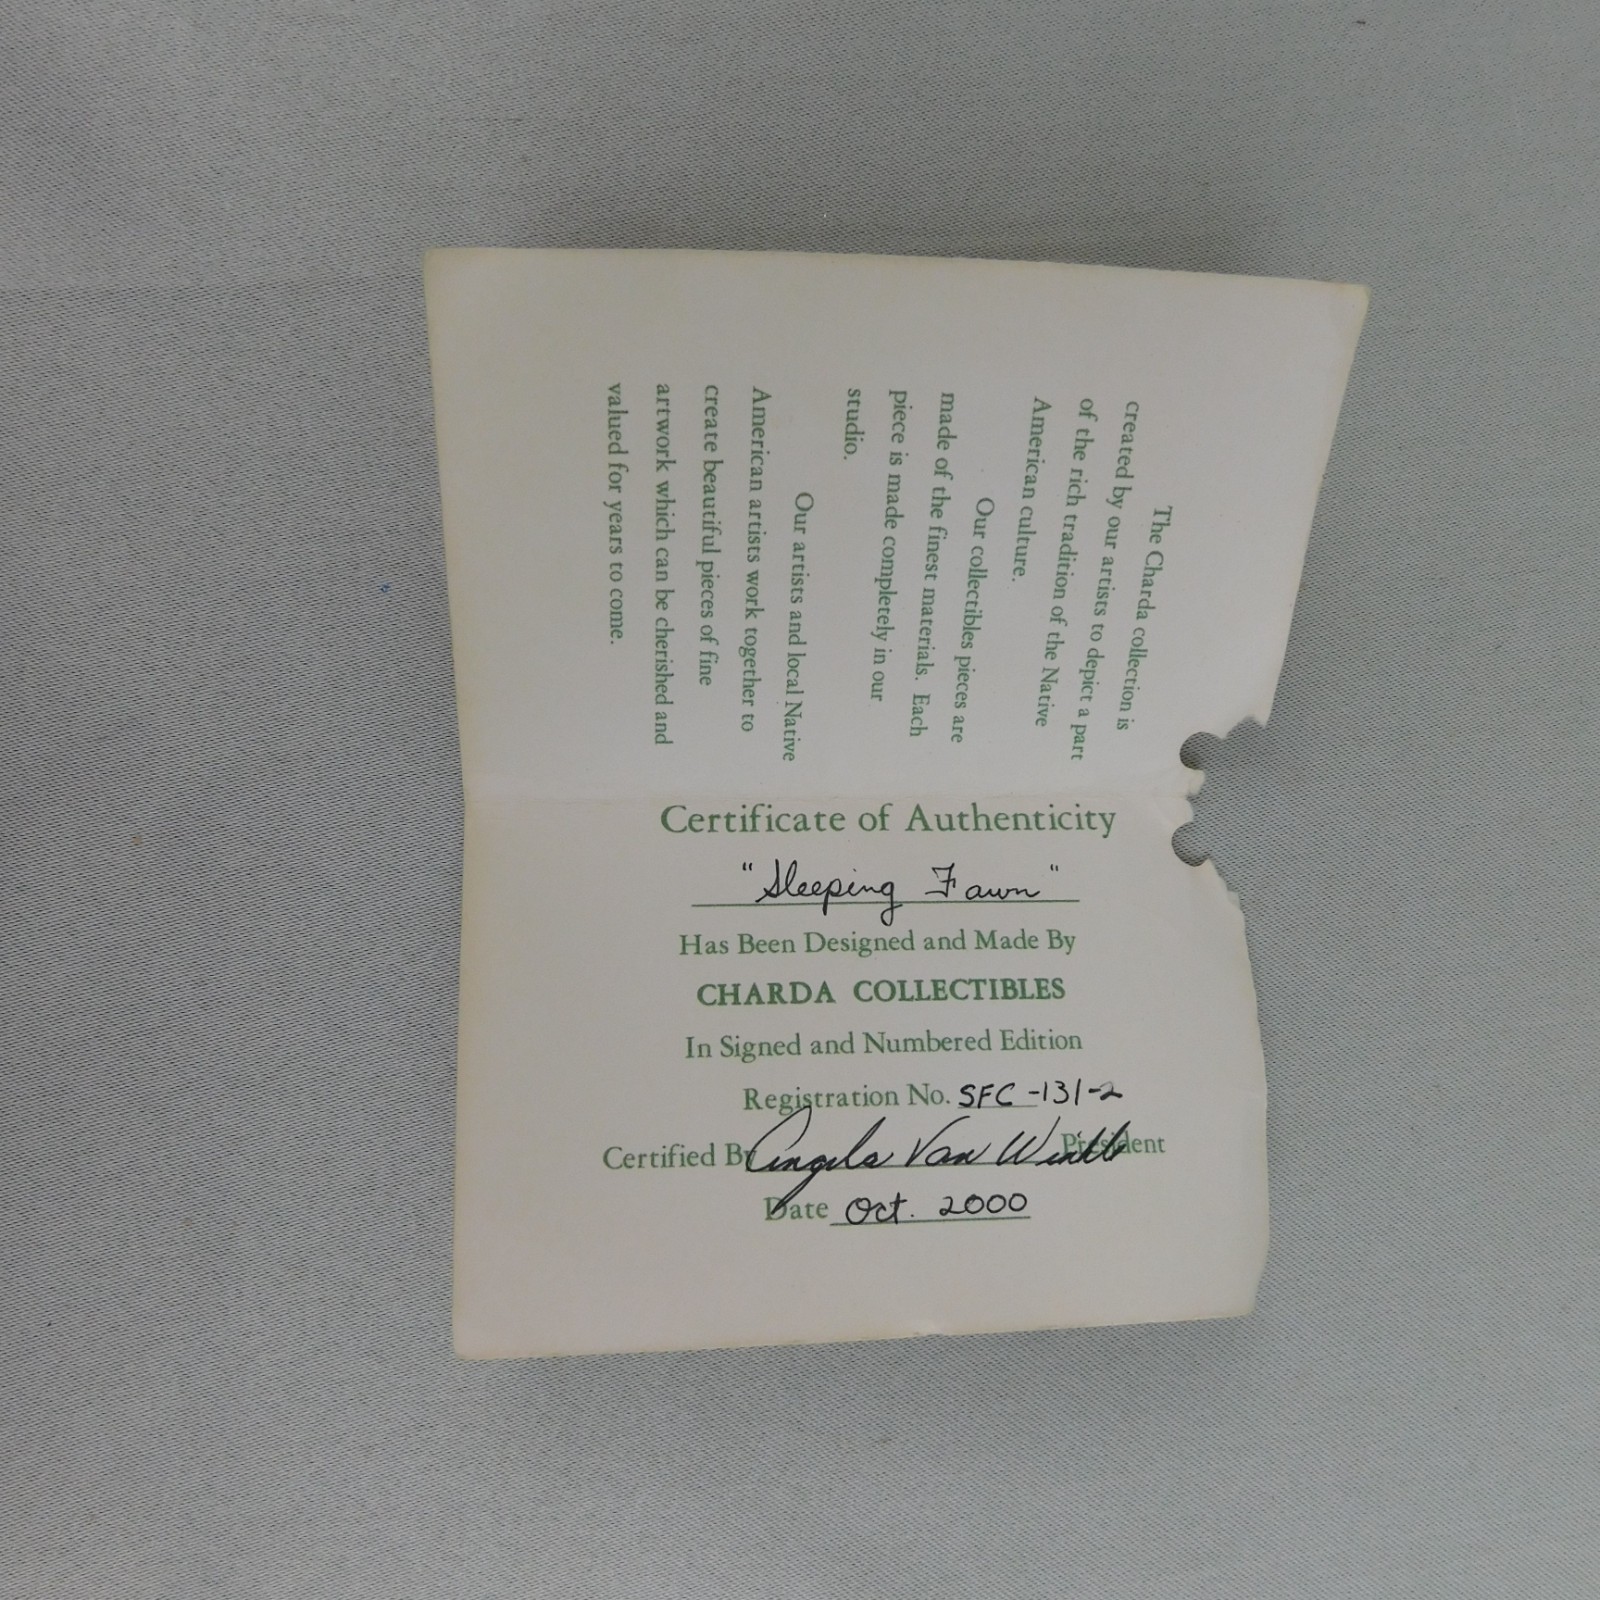 The Charda collection is
created by our artists to depict a part
of the rich tradition of the Native
American culture.
Our collectibles pieces are
made of the finest materials. Each
piece is made completely in our
studio.
Our artists and local Native
American artists work together to
create beautiful pieces of fine
artwork which can be cherished and
valued for years to come.
Certificate of Authenticity
"Sleeping Fawn"
Has Been Designed and Made By
CHARDA COLLECTIBLES
In Signed and Numbered Edition
Registration No. SFC-131-2
Certified By Angela Van Winkle President
Date Oct. 2000